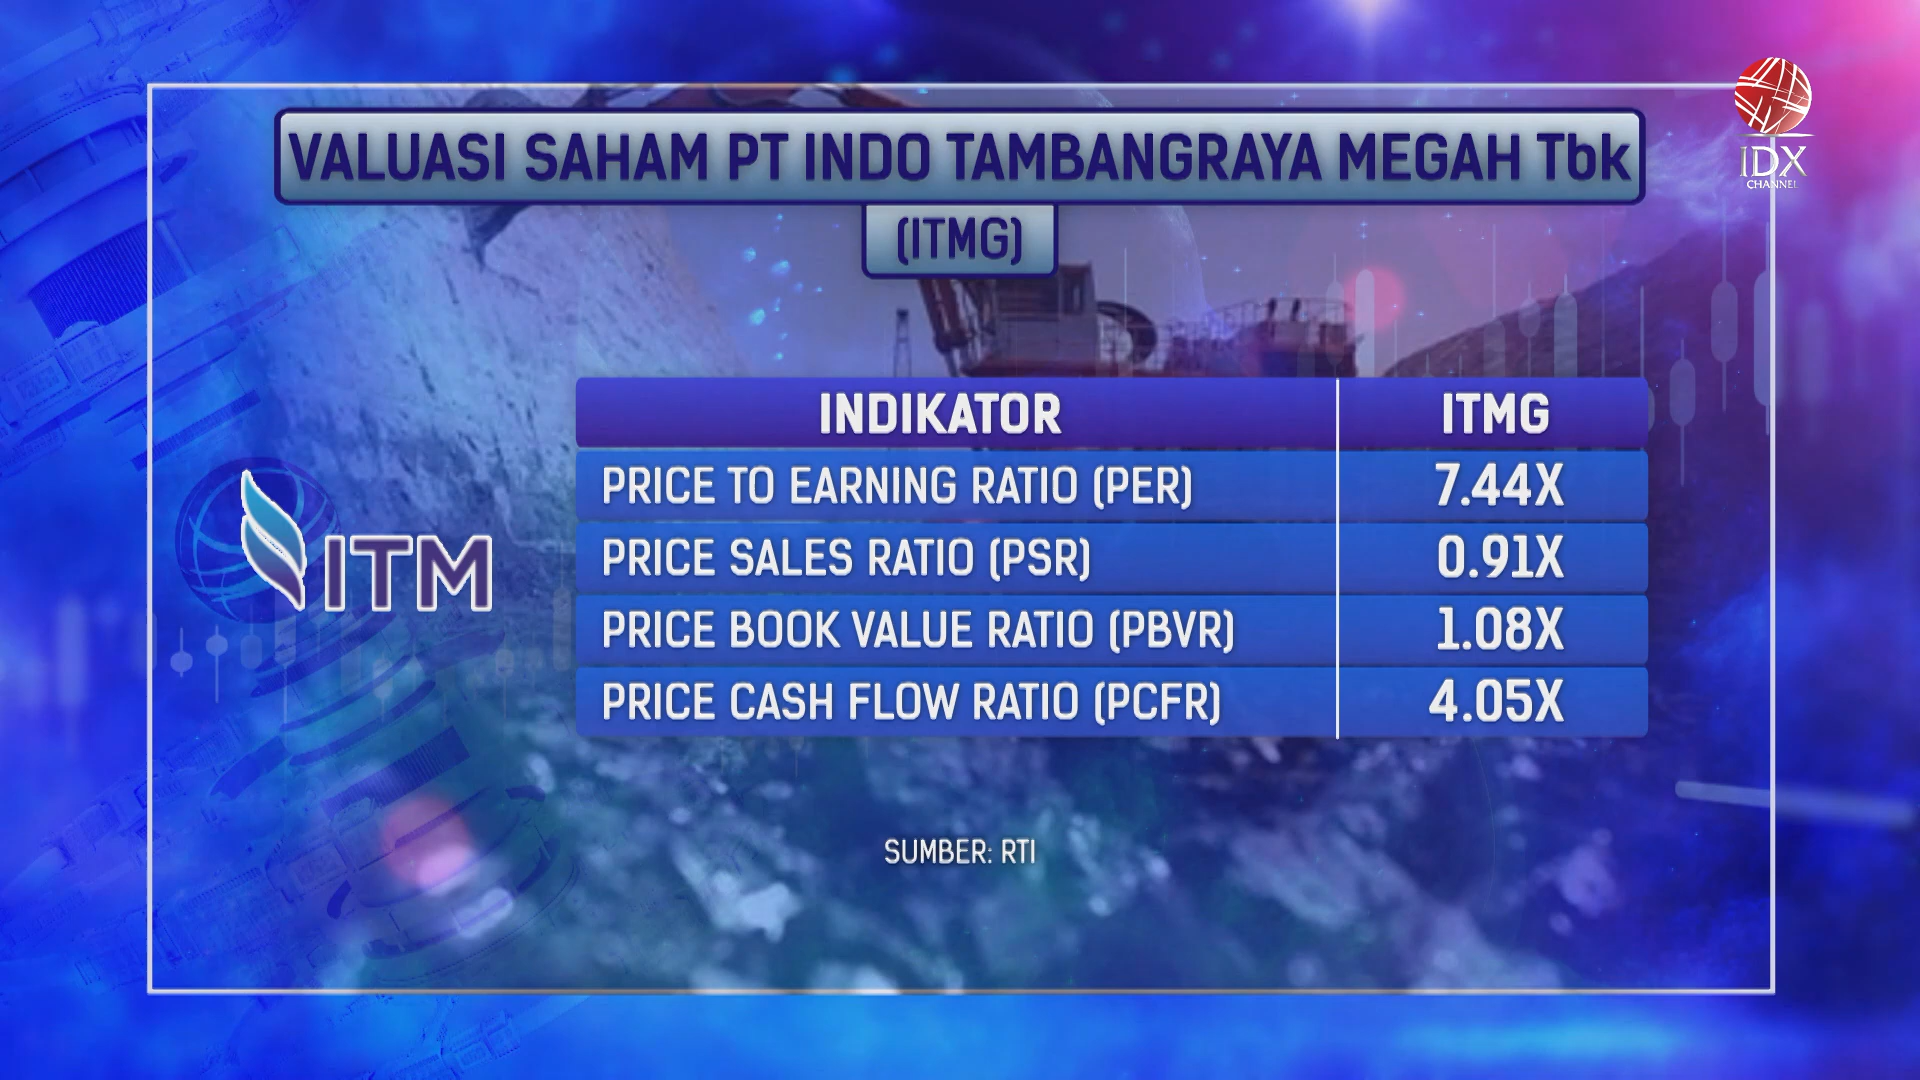 VALUASI SAHAM PT INDO TAMBANGRAYA MEGAH Tbk
(ITMG)
IDX
CHANNEL
INDIKATOR ITMG
PRICE TO EARNING RATIO (PER) 7.44X
PRICE SALES RATIO (PSR) 0.91X
PRICE BOOK VALUE RATIO (PBVR) 1.08X
PRICE CASH FLOW RATIO (PCFR) 4.05X
ITM
SUMBER: RTI